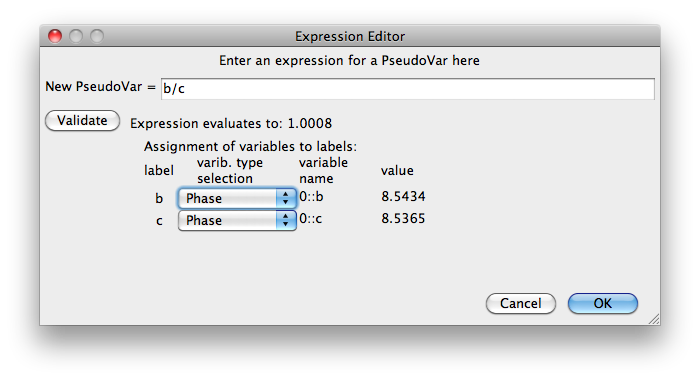 Expression Editor
Enter an expression for a PseudoVar here
New PseudoVar = b/c
Validate Expression evaluates to: 1.0008
Assignment of variables to labels:
label varib. type selection variable name value
b Phase 0::b 8.5434
c Phase 0::c 8.5365
Cancel OK